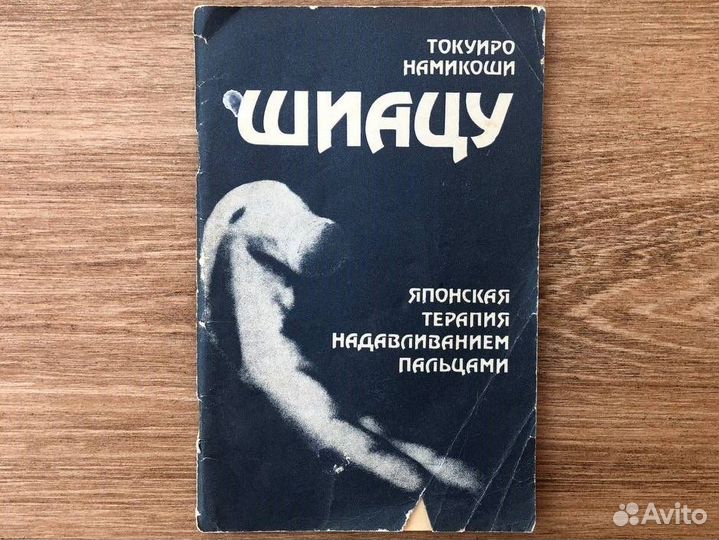 ТОКУИРО
НАМИКОШИ
ШИАЦУ
ЯПОНСКАЯ
ТЕРАПИЯ
НАДАВЛИВАНИЕМ
ПАЛЬЦАМИ
Avito